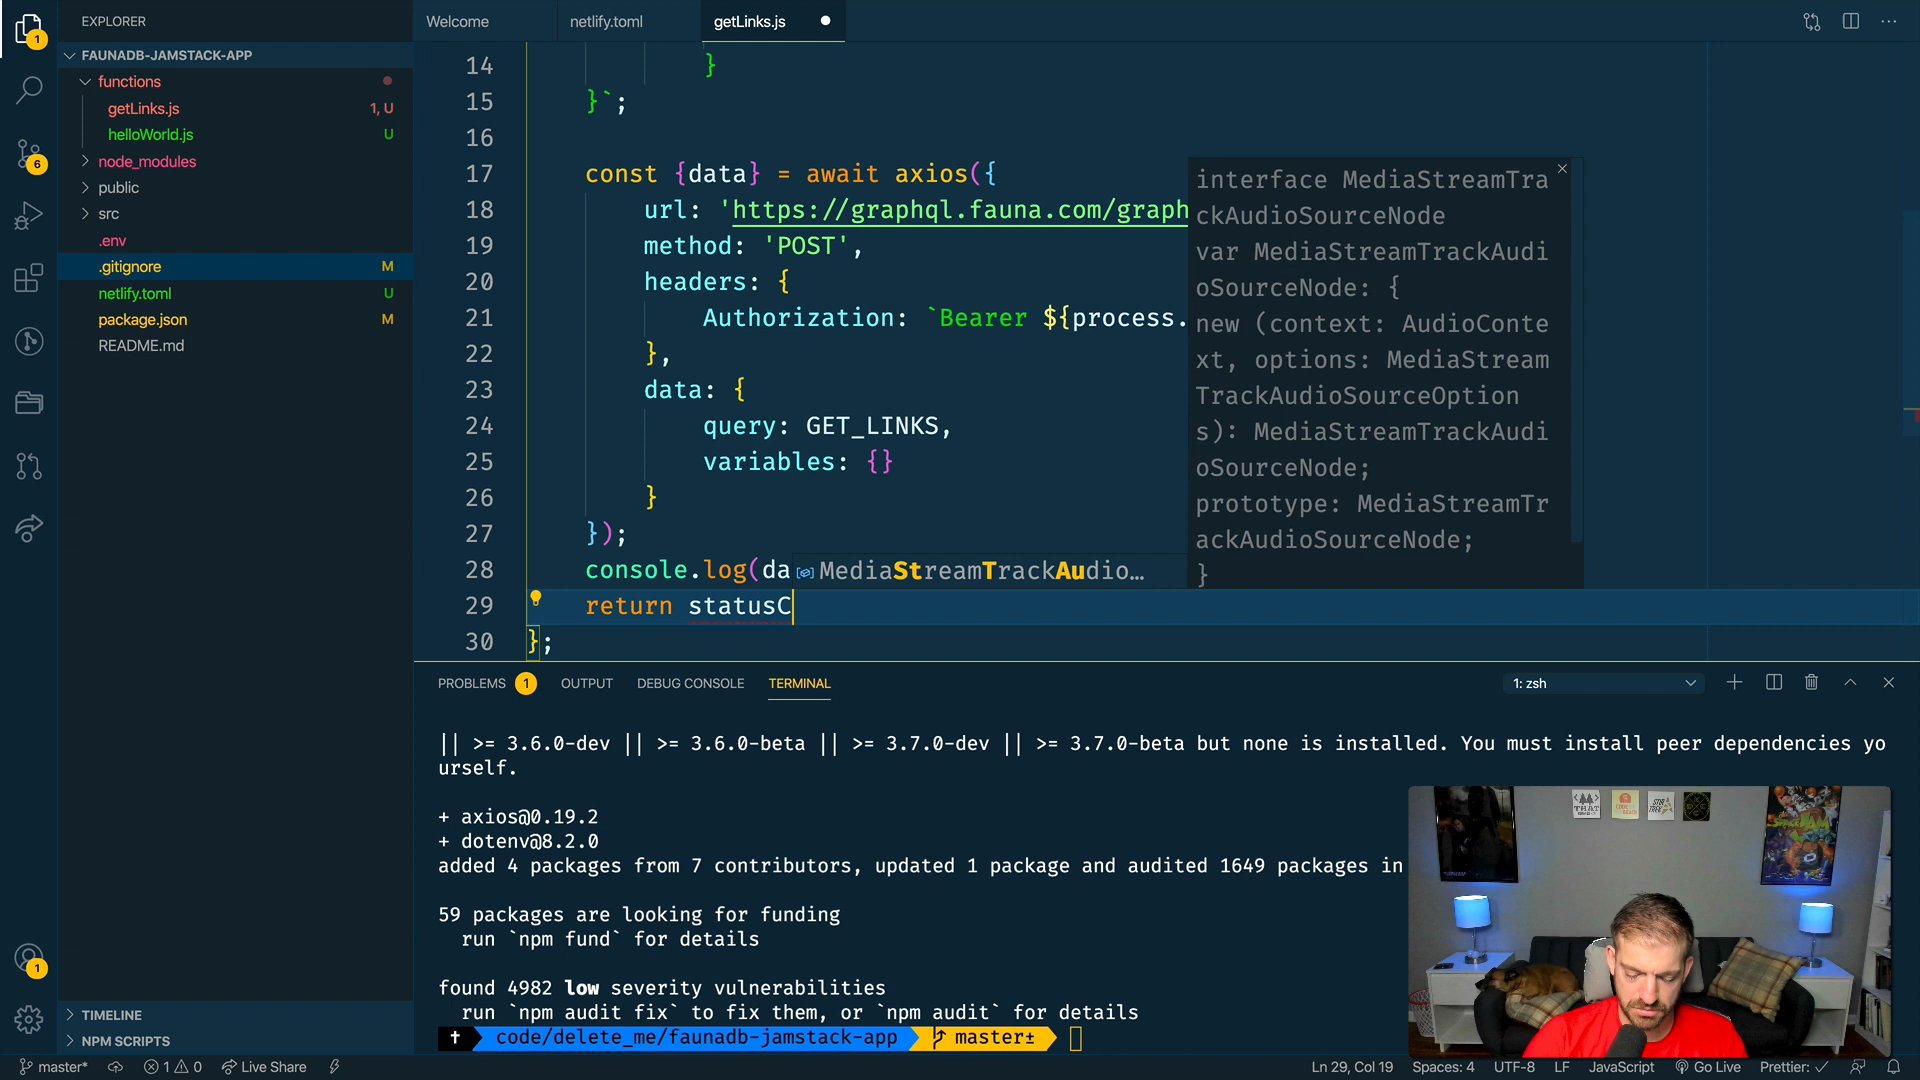 EXPLORER
Welcome
netlify.toml
getLinks.js
1
FAUNADB-JAMSTACK-APP
functions
getLinks.js 1, U
helloWorld.js U
node_modules
public
src
.env
.gitignore M
netlify.toml U
package.json M
README.md
6
1
TIMELINE
NPM SCRIPTS
14 }
15 }`;
16
17 const {data} = await axios({
18 url: 'https://graphql.fauna.com/graph
19 method: 'POST',
20 headers: {
21 Authorization: `Bearer ${process.
22 },
23 data: {
24 query: GET_LINKS,
25 variables: {}
26 }
27 });
28 console.log(da
29 return statusC
30 };
MediaStreamTrackAudio…
interface MediaStreamTra
ckAudioSourceNode
var MediaStreamTrackAudi
oSourceNode: {
new (context: AudioConte
xt, options: MediaStream
TrackAudioSourceOption
s): MediaStreamTrackAudi
oSourceNode;
prototype: MediaStreamTr
ackAudioSourceNode;
}
PROBLEMS 1 OUTPUT DEBUG CONSOLE TERMINAL 1: zsh
|| >= 3.6.0-dev || >= 3.6.0-beta || >= 3.7.0-dev || >= 3.7.0-beta but none is installed. You must install peer dependencies yo
urself.
+ axios@0.19.2
+ dotenv@8.2.0
added 4 packages from 7 contributors, updated 1 package and audited 1649 packages in
59 packages are looking for funding
run `npm fund` for details
found 4982 low severity vulnerabilities
run `npm audit fix` to fix them, or `npm audit` for details
code/delete_me/faunadb-jamstack-app master±
master* 1 0 Live Share
Ln 29, Col 19 Spaces: 4 UTF-8 LF JavaScript Go Live Prettier: ✓